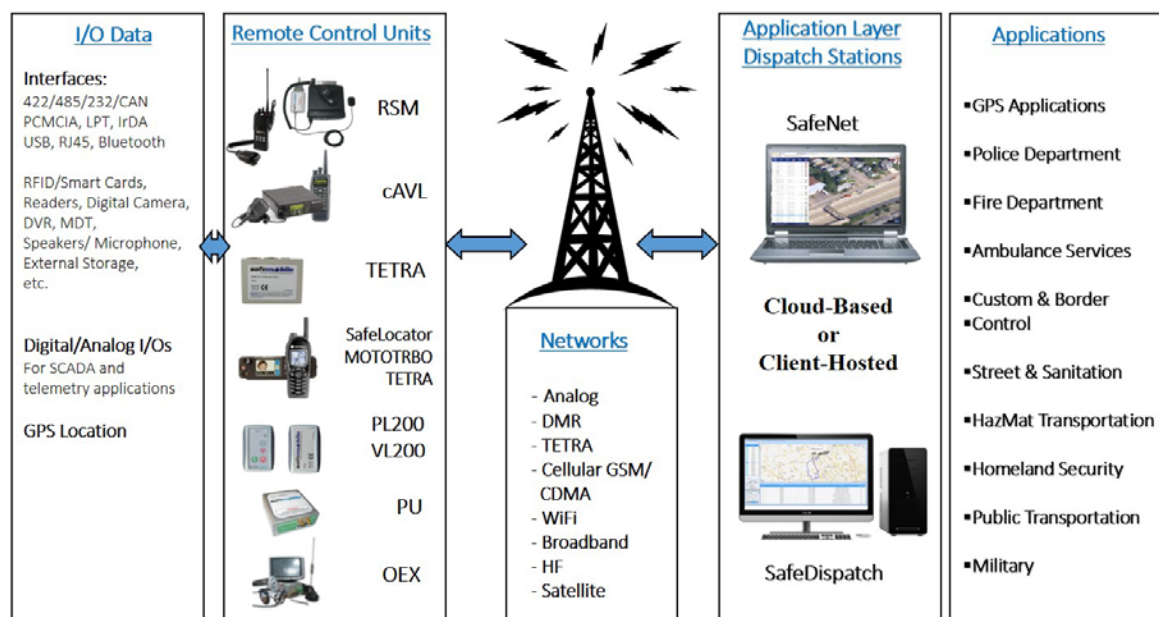 I/O Data
Interfaces:
422/485/232/CAN
PCMCIA, LPT, IrDA
USB, RJ45, Bluetooth
RFID/Smart Cards,
Readers, Digital Camera,
DVR, MDT,
Speakers/ Microphone,
External Storage,
etc.
Digital/Analog I/Os
For SCADA and
telemetry applications
GPS Location
Remote Control Units
RSM
cAVL
TETRA
safemobile
SafeLocator
MOTOTRBO
TETRA
PL200
VL200
PU
OEX
Networks
- Analog
- DMR
- TETRA
- Cellular GSM/
CDMA
- WiFi
- Broadband
- HF
- Satellite
Application Layer
Dispatch Stations
SafeNet
Cloud-Based
or
Client-Hosted
SafeDispatch
Applications
▪GPS Applications
▪Police Department
▪Fire Department
▪Ambulance Services
▪Custom & Border
▪Control
▪Street & Sanitation
▪HazMat Transportation
▪Homeland Security
▪Public Transportation
▪Military